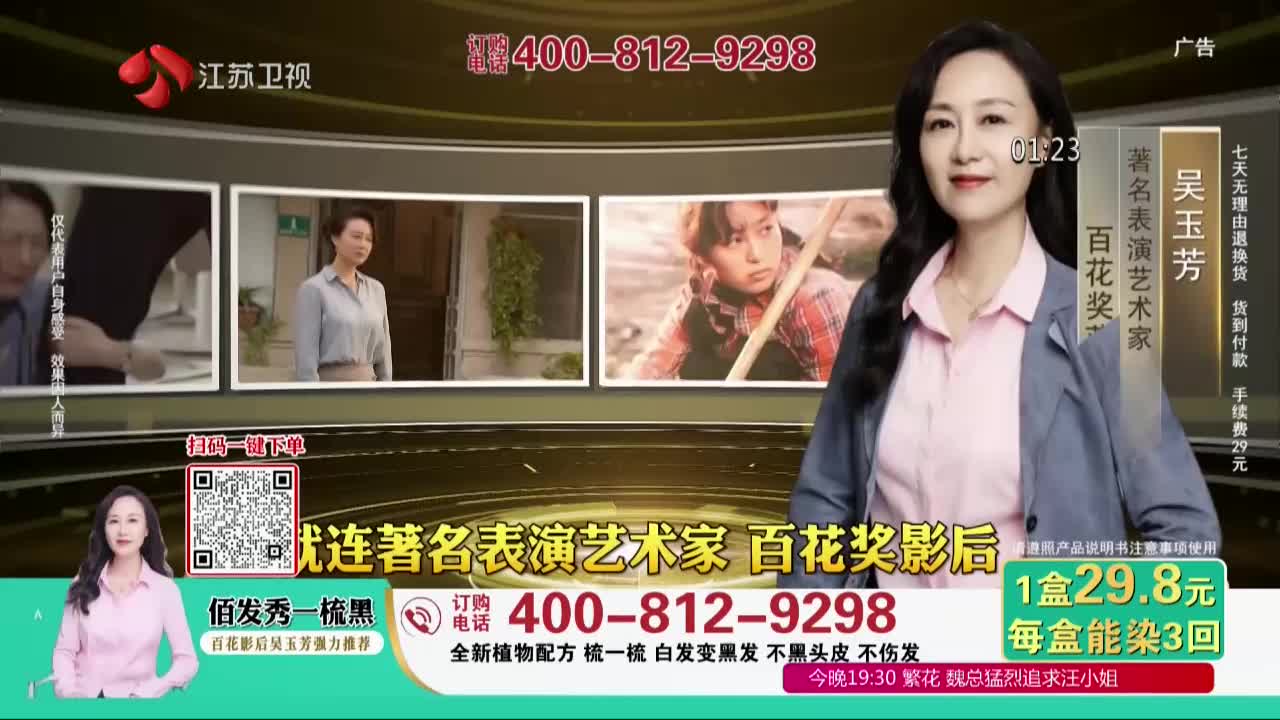 江苏卫视
订购电话 400-812-9298
广告
01:23
吴玉芳
著名表演艺术家
百花奖
七天无理由退换货 货到付款 手续费29元
仅代表用户自身感受 效果因人而异
扫码一键下单
就连著名表演艺术家 百花奖影后
请遵照产品说明书注意事项使用
佰发秀一梳黑
百花影后吴玉芳强力推荐
订购电话 400-812-9298
全新植物配方 梳一梳 白发变黑发 不黑头皮 不伤发
1盒29.8元
每盒能染3回
今晚19:30 繁花 魏总猛烈追求汪小姐